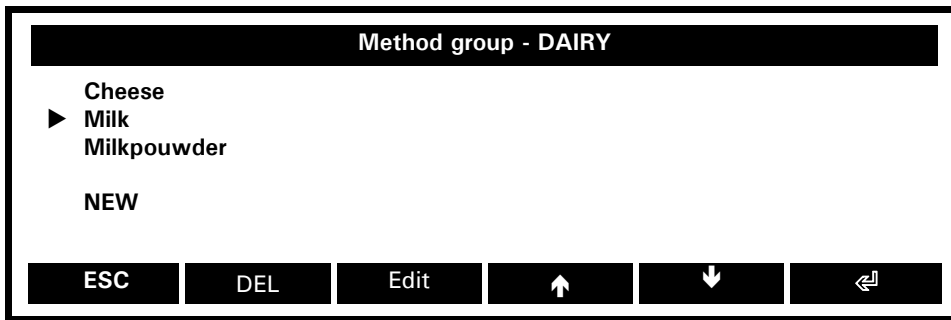 Method group - DAIRY
Cheese
▶ Milk
Milkpouwder
NEW
ESC DEL Edit ↑ ↓ ↵